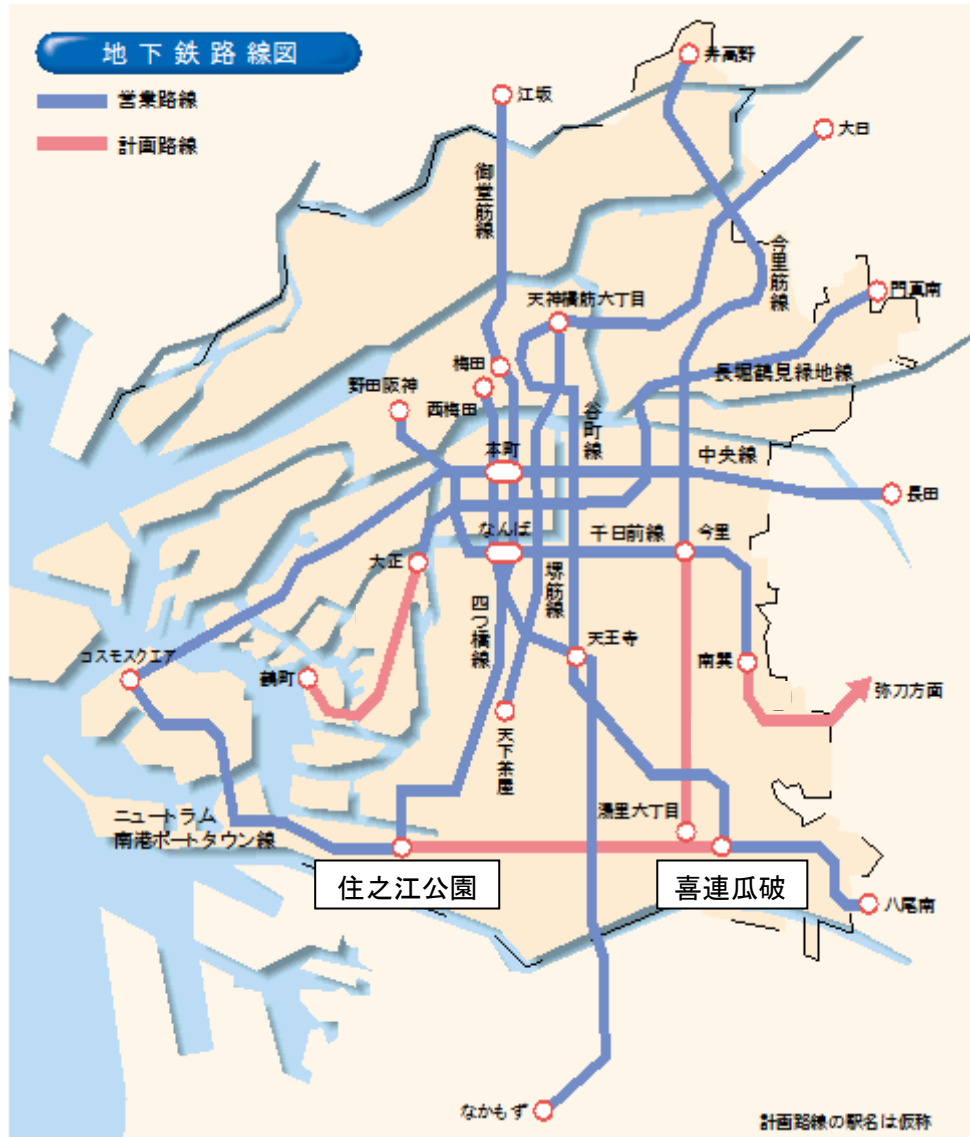 地下鉄路線図
営業路線
計画路線
井高野
江坂
大日
御堂筋線
今里筋線
門真南
天神橋筋六丁目
梅田
長堀鶴見緑地線
野田阪神
西梅田
谷町線
本町
中央線
長田
なんば
千日前線
今里
大正
堺筋線
四つ橋線
天王寺
コスモスクエア
鶴町
南巽
弥刀方面
天下茶屋
ニュートラム
南港ポートタウン線
湯里六丁目
住之江公園
喜連瓜破
八尾南
なかもず
計画路線の駅名は仮称